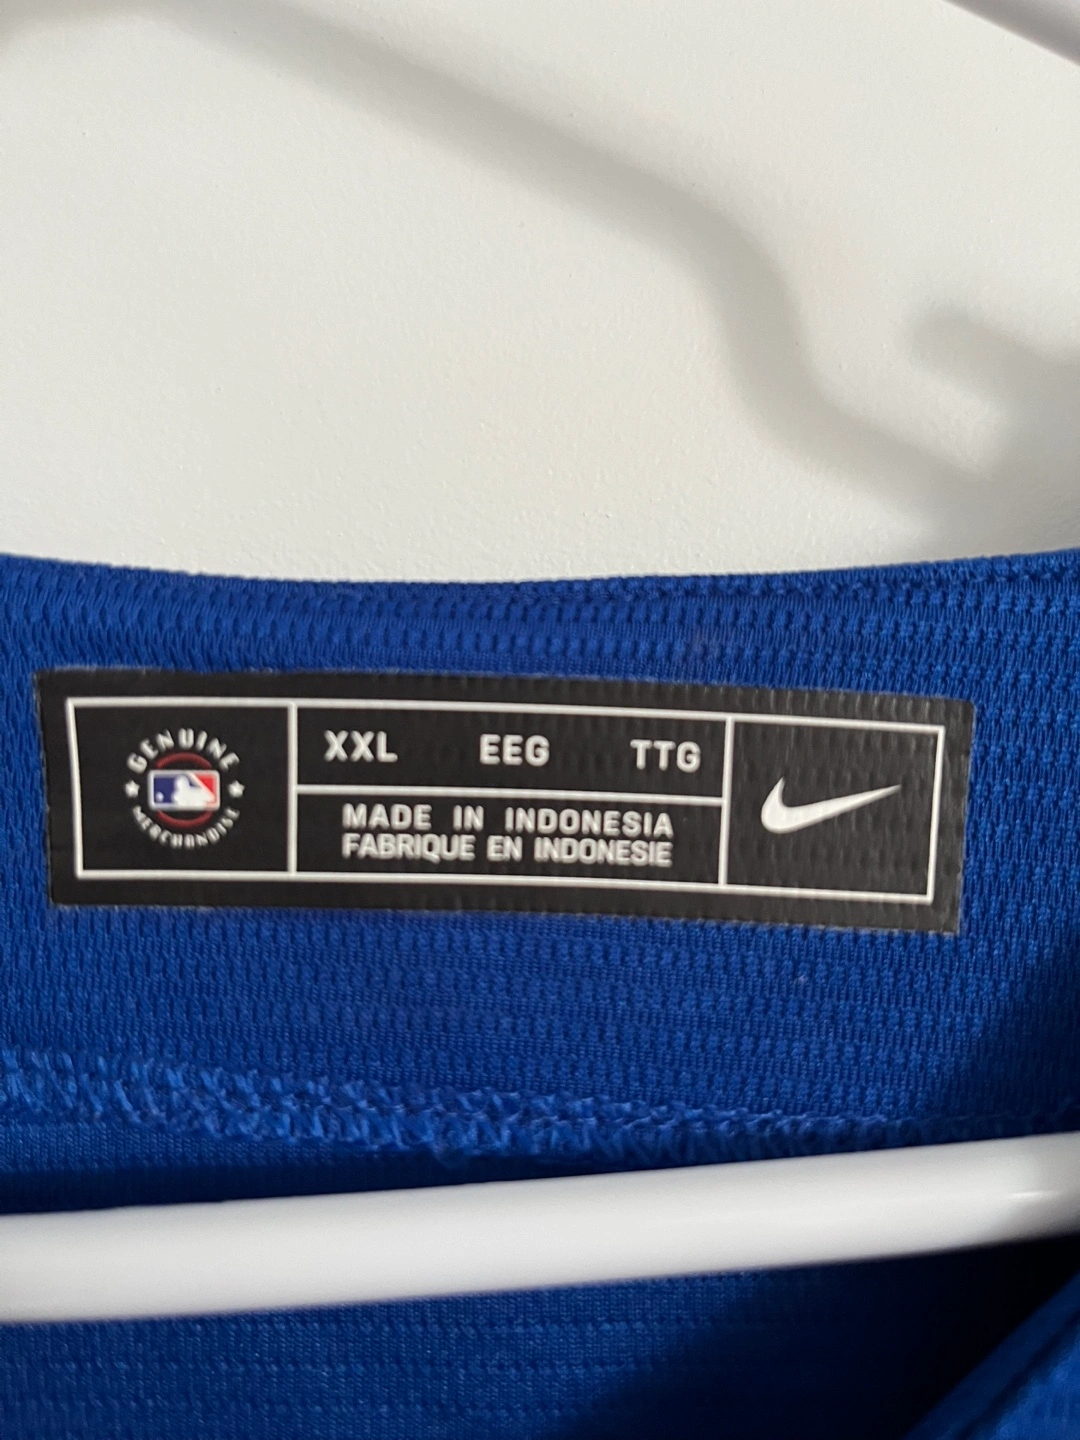 GENUINE
MERCHANDISE
XXL EEG TTG
MADE IN INDONESIA
FABRIQUE EN INDONESIE